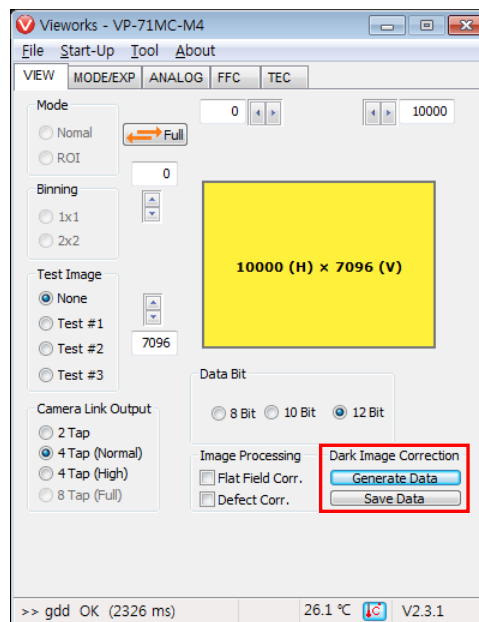 Vieworks - VP-71MC-M4
File Start-Up Tool About
VIEW MODE/EXP ANALOG FFC TEC
Mode
Nomal
ROI
Full
0
10000
0
Binning
1x1
2x2
10000 (H) × 7096 (V)
Test Image
None
Test #1
Test #2
Test #3
7096
Data Bit
8 Bit 10 Bit 12 Bit
Camera Link Output
2 Tap
4 Tap (Normal)
4 Tap (High)
8 Tap (Full)
Image Processing
Flat Field Corr.
Defect Corr.
Dark Image Correction
Generate Data
Save Data
>> gdd OK (2326 ms) 26.1 ℃ C V2.3.1